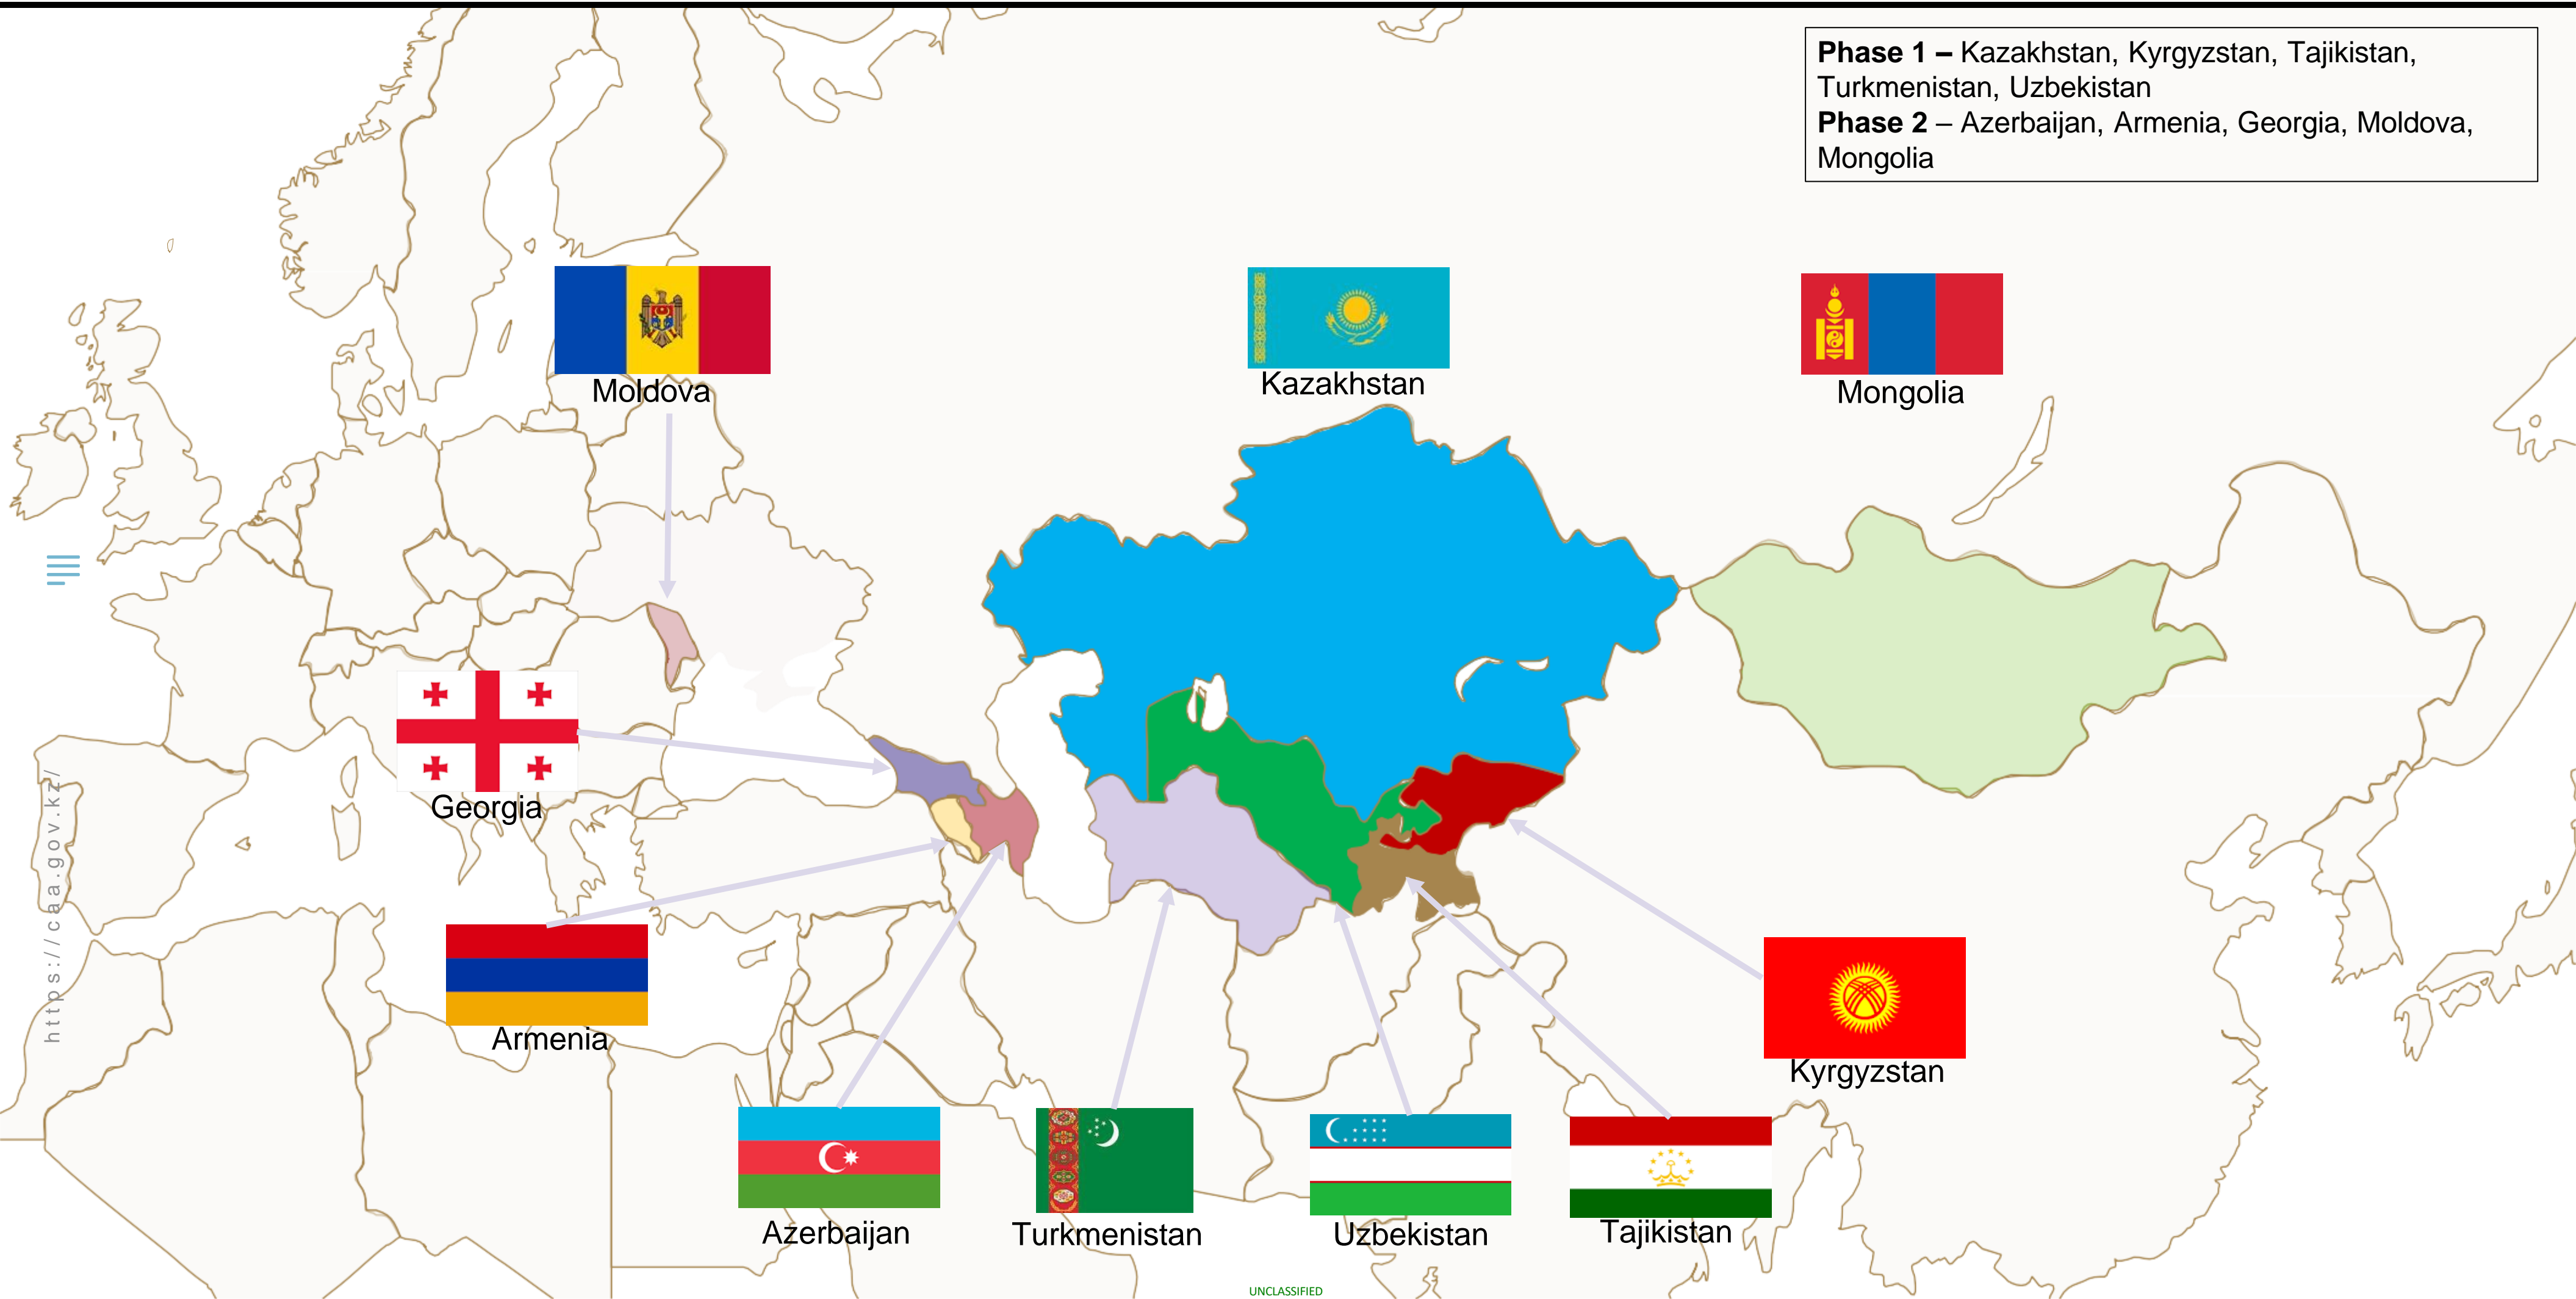 Phase 1 – Kazakhstan, Kyrgyzstan, Tajikistan,
Turkmenistan, Uzbekistan
Phase 2 – Azerbaijan, Armenia, Georgia, Moldova,
Mongolia
Moldova
Kazakhstan
Mongolia
Georgia
https://caa.gov.kz/
Armenia
Kyrgyzstan
Azerbaijan
Turkmenistan
Uzbekistan
Tajikistan
UNCLASSIFIED